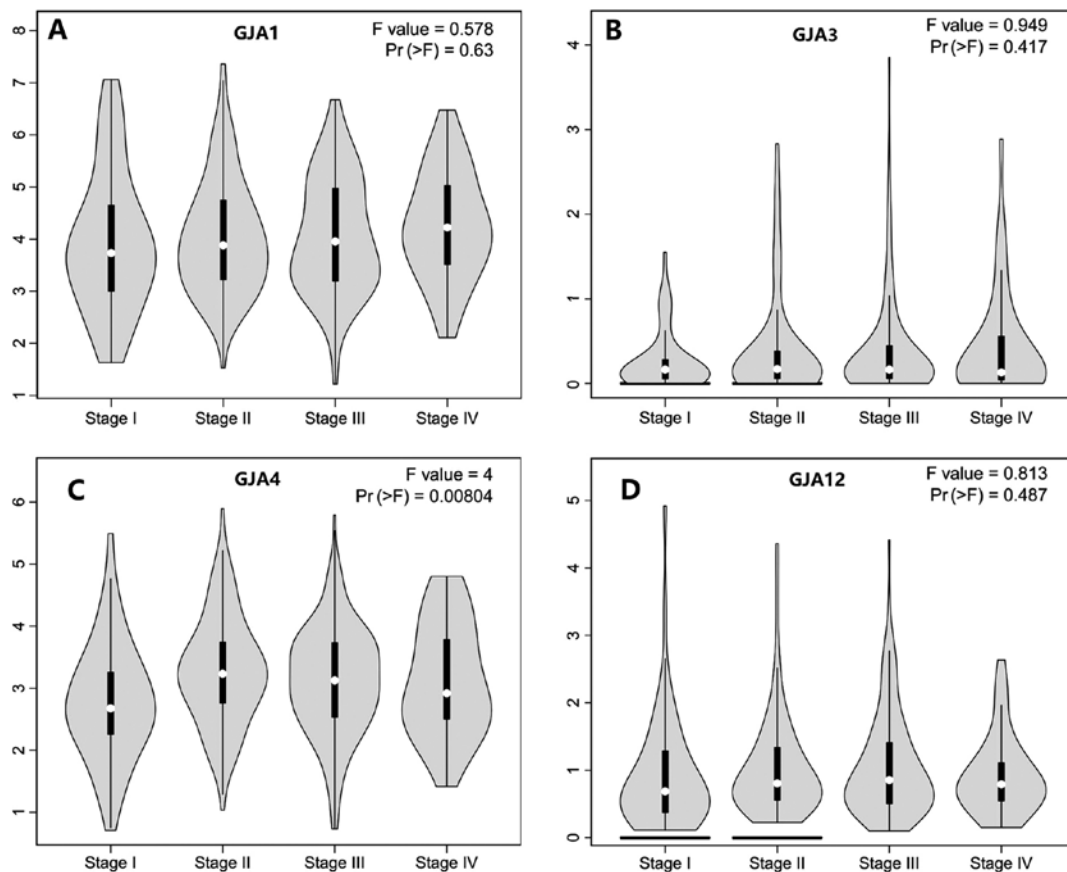 A
GJA1
F value = 0.578
Pr (>F) = 0.63
8
7
6
5
4
3
2
1
Stage I
Stage II
Stage III
Stage IV
B
GJA3
F value = 0.949
Pr (>F) = 0.417
4
3
2
1
0
Stage I
Stage II
Stage III
Stage IV
C
GJA4
F value = 4
Pr (>F) = 0.00804
6
5
4
3
2
1
Stage I
Stage II
Stage III
Stage IV
D
GJA12
F value = 0.813
Pr (>F) = 0.487
5
4
3
2
1
0
Stage I
Stage II
Stage III
Stage IV